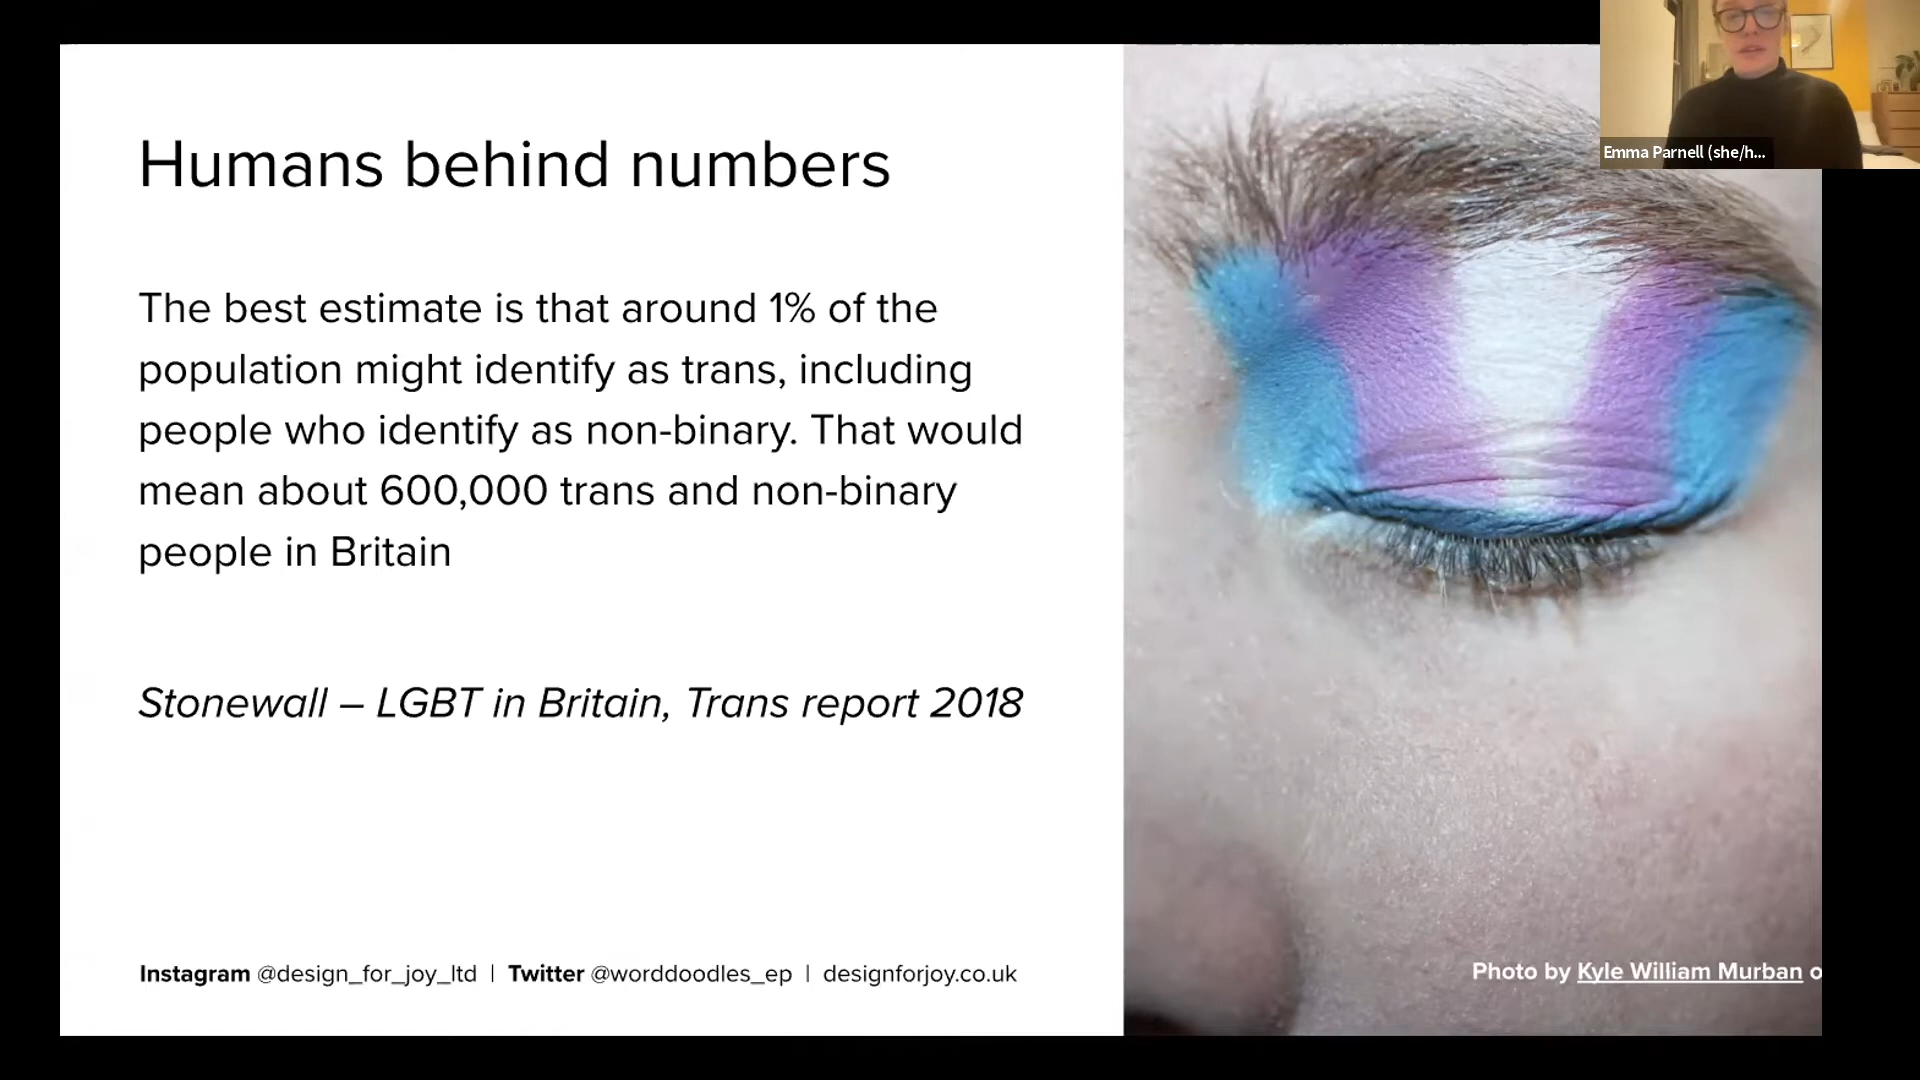 Emma Parnell (she/h...
Humans behind numbers
The best estimate is that around 1% of the
population might identify as trans, including
people who identify as non-binary. That would
mean about 600,000 trans and non-binary
people in Britain
Stonewall – LGBT in Britain, Trans report 2018
Instagram @design_for_joy_ltd | Twitter @worddoodles_ep | designforjoy.co.uk
Photo by Kyle William Murban o